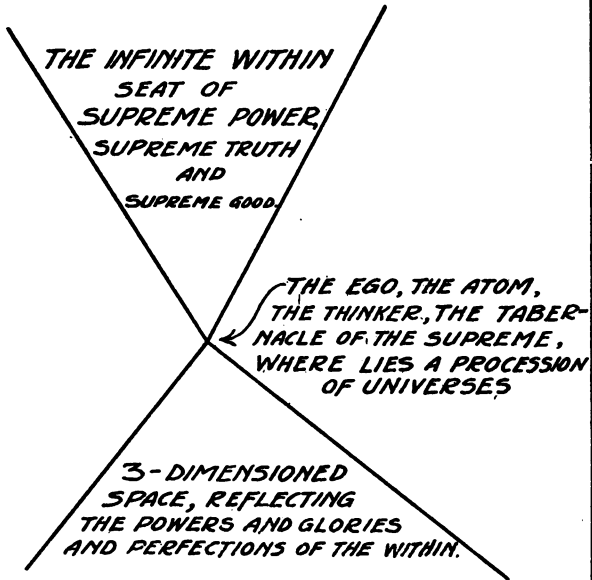 THE INFINITE WITHIN
SEAT OF
SUPREME POWER,
SUPREME TRUTH
AND
SUPREME GOOD.
THE EGO, THE ATOM,
THE THINKER, THE TABER-
NACLE OF THE SUPREME,
WHERE LIES A PROCESSION
OF UNIVERSES
3-DIMENSIONED
SPACE, REFLECTING
THE POWERS AND GLORIES
AND PERFECTIONS OF THE WITHIN.